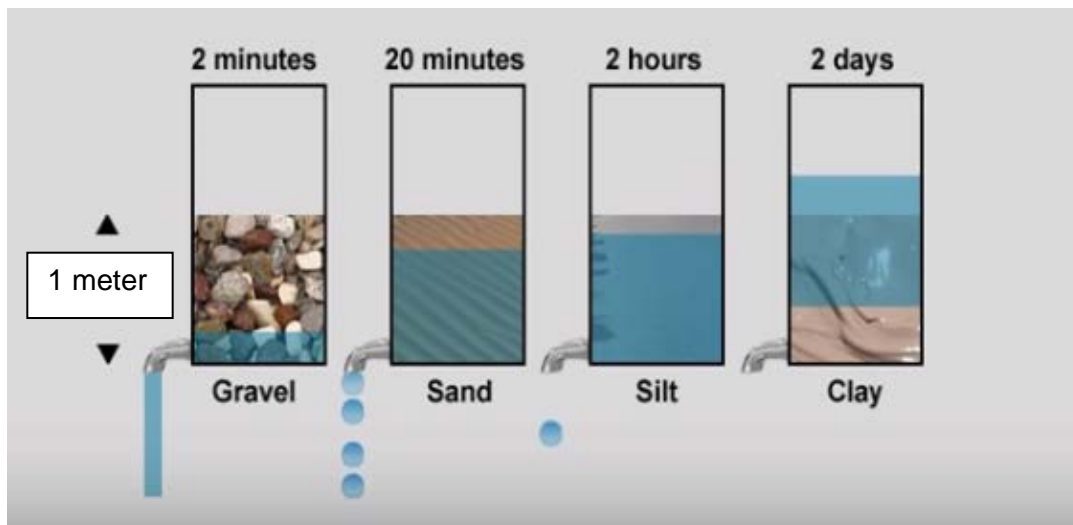 2 minutes
20 minutes
2 hours
2 days
1 meter
Gravel
Sand
Silt
Clay